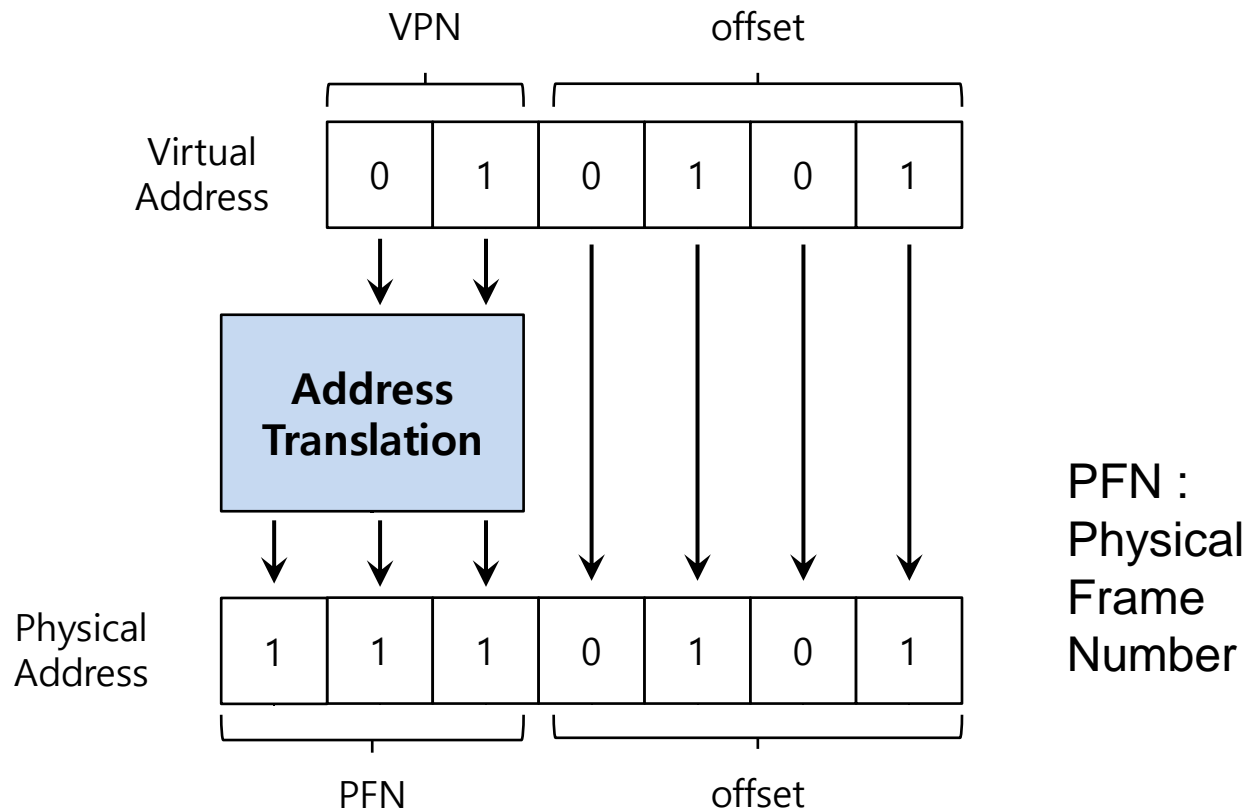 VPN offset
Virtual
Address
0 1 0 1 0 1
Address
Translation
PFN :
Physical
Frame
Number
Physical
Address
1 1 1 0 1 0 1
PFN offset